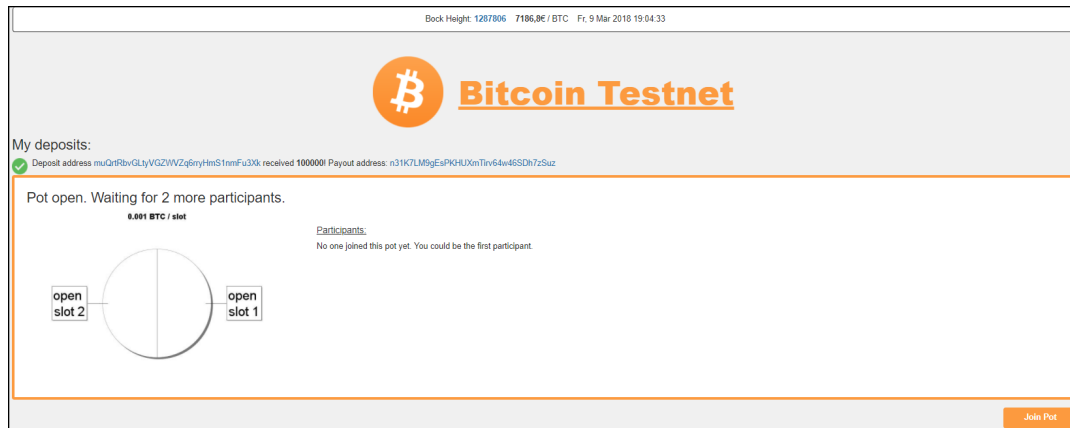 Bock Height: 1287806 7186,8€ / BTC Fr, 9 Mär 2018 19:04:33
Bitcoin Testnet
My deposits:
Deposit address muQrtRbvGLtyVGZWVZq6rryHmS1nmFu3Xk received 100000! Payout address: n31K7LM9gEsPKHUXmTlrv64w46SDh7zSuz
Pot open. Waiting for 2 more participants.
0.001 BTC / slot
Participants:
No one joined this pot yet. You could be the first participant.
open
slot 2
open
slot 1
Join Pot